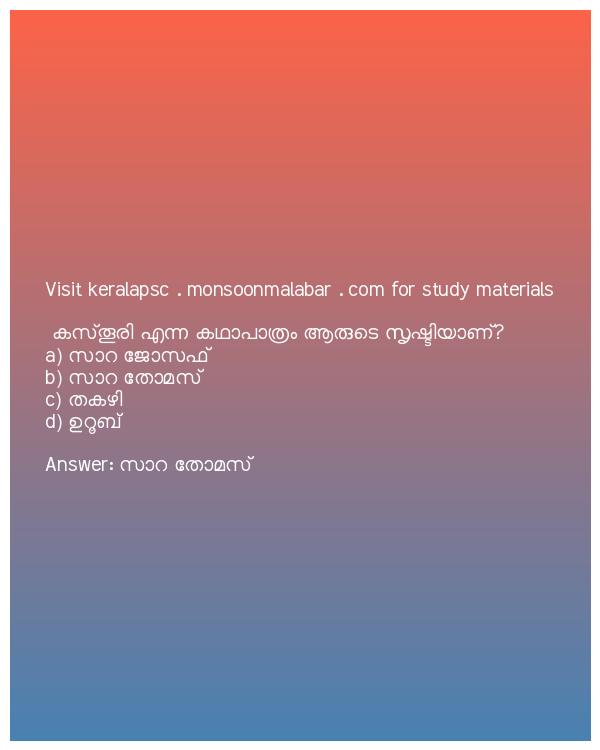 Visit keralapsc . monsoonmalabar . com for study materials
കസ്തൂരി എന്ന കഥാപാത്രം ആരുടെ സൃഷ്ടിയാണ്?
a) സാറ ജോസഫ്
b) സാറ തോമസ്
c) തകഴി
d) ഉറൂബ്
Answer: സാറ തോമസ്